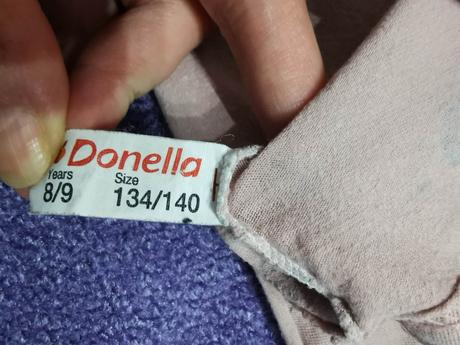 Donella
Years Size
8/9 134/140